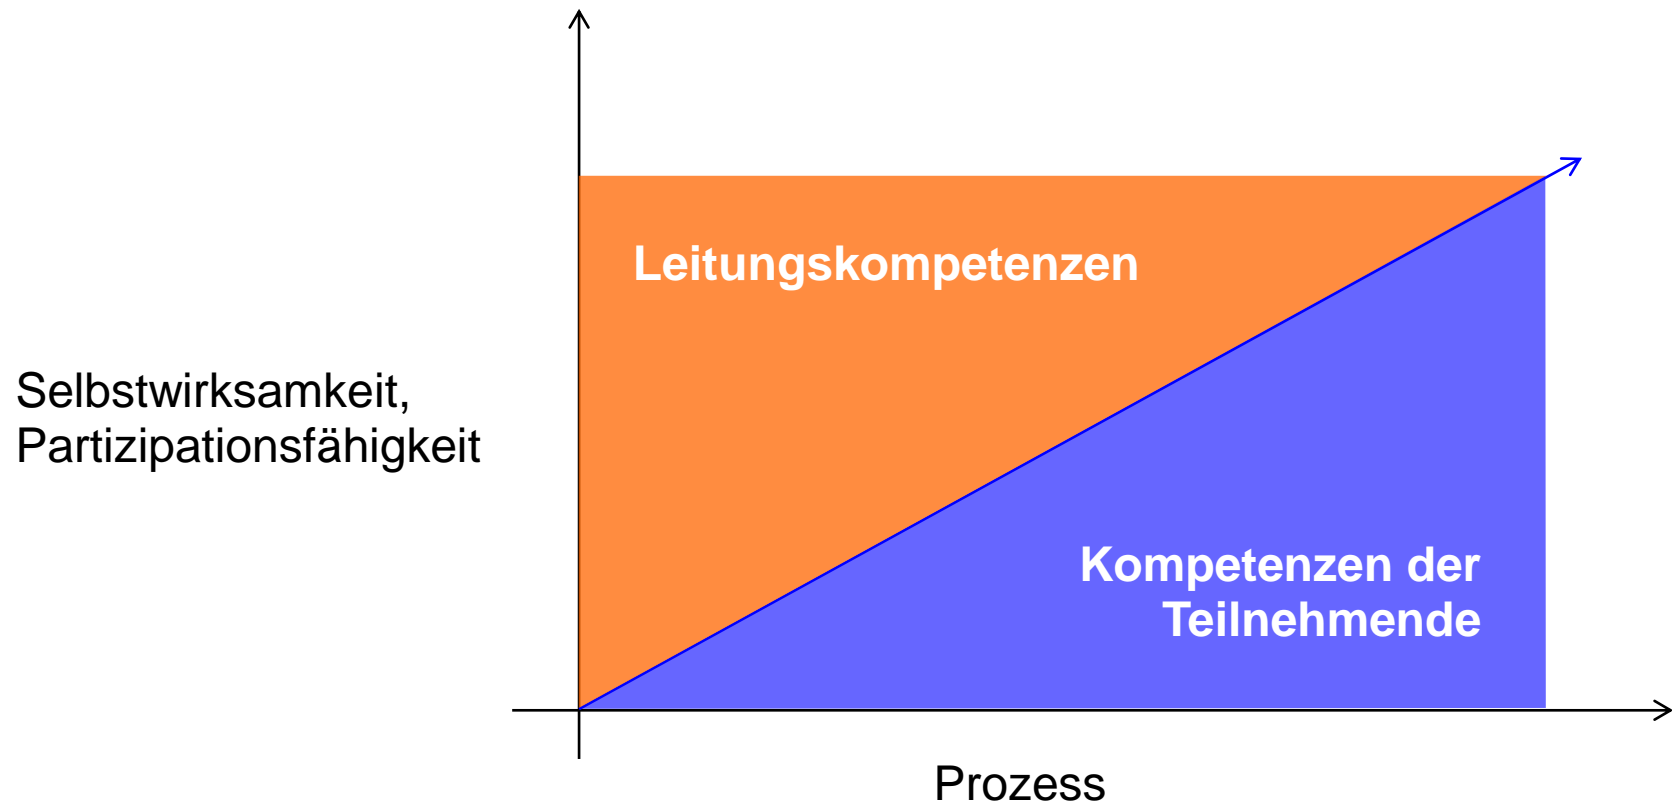 Leitungskompetenzen
Selbstwirksamkeit,
Partizipationsfähigkeit
Kompetenzen der
Teilnehmende
Prozess